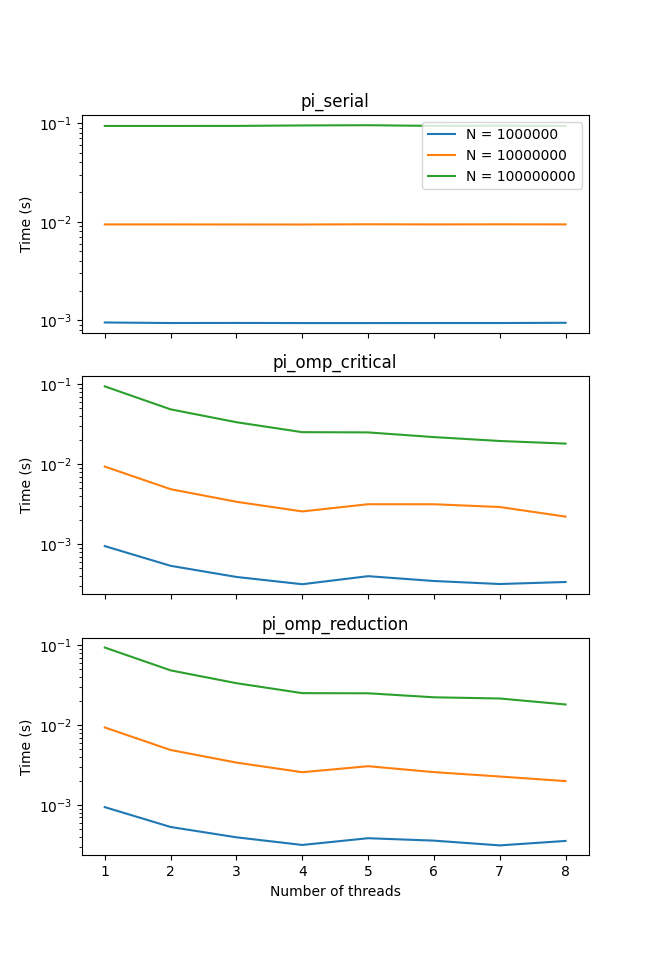 pi_serial
10⁻¹
10⁻²
10⁻³
Time (s)
N = 1000000
N = 10000000
N = 100000000
pi_omp_critical
10⁻¹
10⁻²
10⁻³
Time (s)
pi_omp_reduction
10⁻¹
10⁻²
10⁻³
Time (s)
1 2 3 4 5 6 7 8
Number of threads